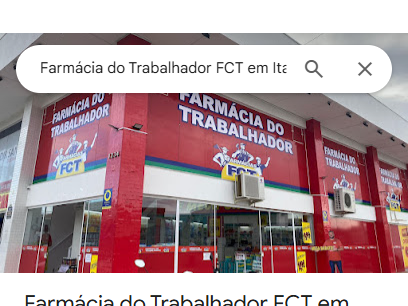 Farmácia do Trabalhador FCT em Ita
FARMÁCIA DO
TRABALHADOR
FCT
FARMÁCIA DO
TRABALHADOR
FARMÁCIAS
FCT
FARMÁCIA DO
TRABALHADOR
FCT
Farmácia do Trabalhador FCT em